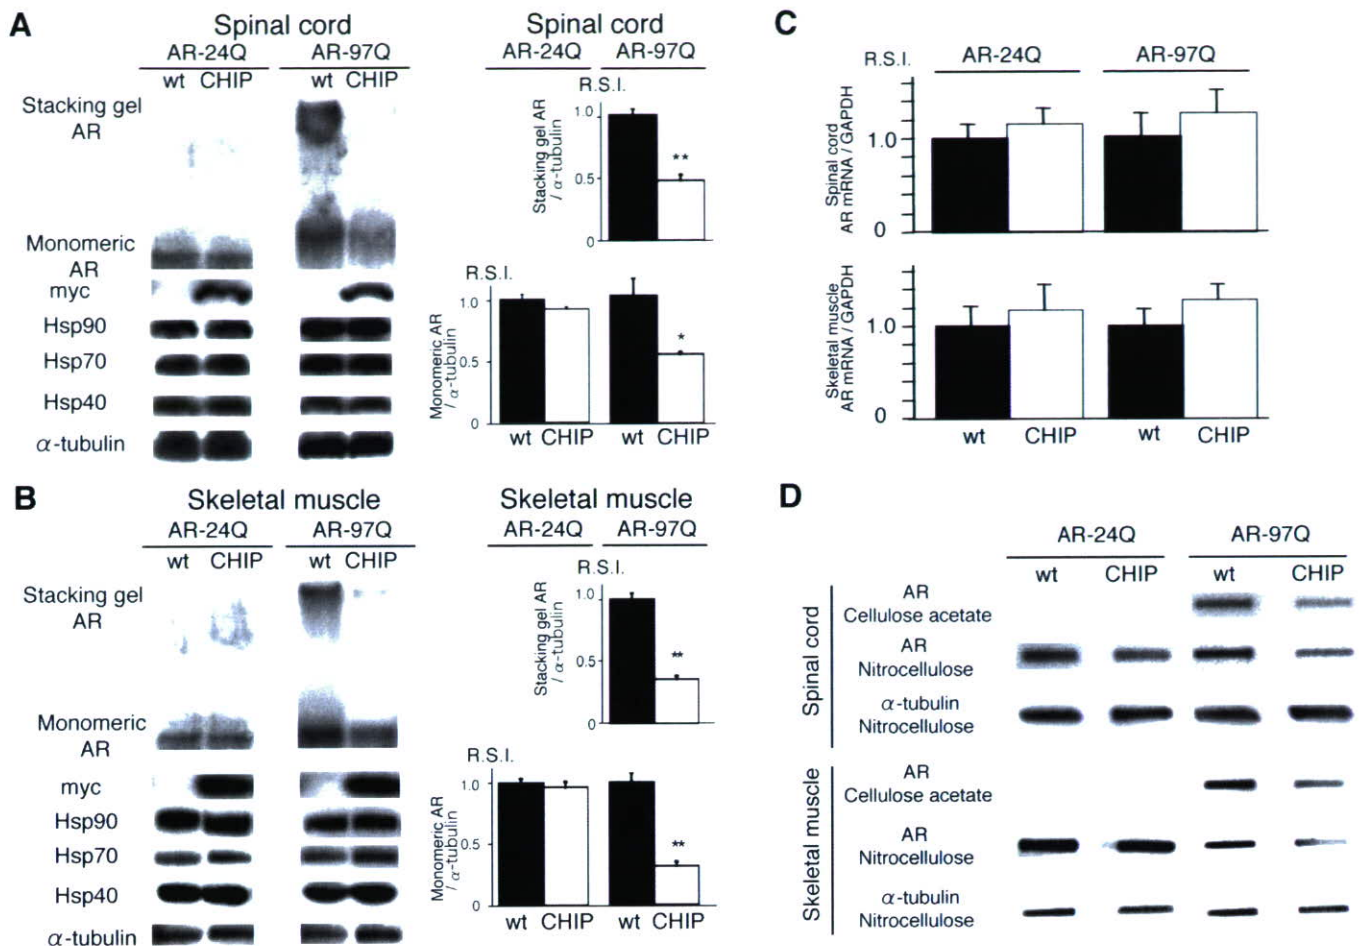 A
Spinal cord
AR-24Q AR-97Q
wt CHIP wt CHIP
Stacking gel
AR
Monomeric
AR
myc
Hsp90
Hsp70
Hsp40
α-tubulin
Spinal cord
AR-24Q AR-97Q
R.S.I.
Stacking gel AR
/ α-tubulin
1.0
0.5
0
**
R.S.I.
Monomeric AR
/ α-tubulin
1.0
0.5
0
*
wt CHIP wt CHIP
B
Skeletal muscle
AR-24Q AR-97Q
wt CHIP wt CHIP
Stacking gel
AR
Monomeric
AR
myc
Hsp90
Hsp70
Hsp40
α-tubulin
Skeletal muscle
AR-24Q AR-97Q
R.S.I.
Stacking gel AR
/ α-tubulin
1.0
0.5
0
**
R.S.I.
Monomeric AR
/ α-tubulin
1.0
0.5
0
**
wt CHIP wt CHIP
C
R.S.I. AR-24Q AR-97Q
Spinal cord
AR mRNA / GAPDH
1.0
0
Skeletal muscle
AR mRNA / GAPDH
1.0
0
wt CHIP wt CHIP
D
AR-24Q AR-97Q
wt CHIP wt CHIP
Spinal cord
AR
Cellulose acetate
AR
Nitrocellulose
α-tubulin
Nitrocellulose
Skeletal muscle
AR
Cellulose acetate
AR
Nitrocellulose
α-tubulin
Nitrocellulose